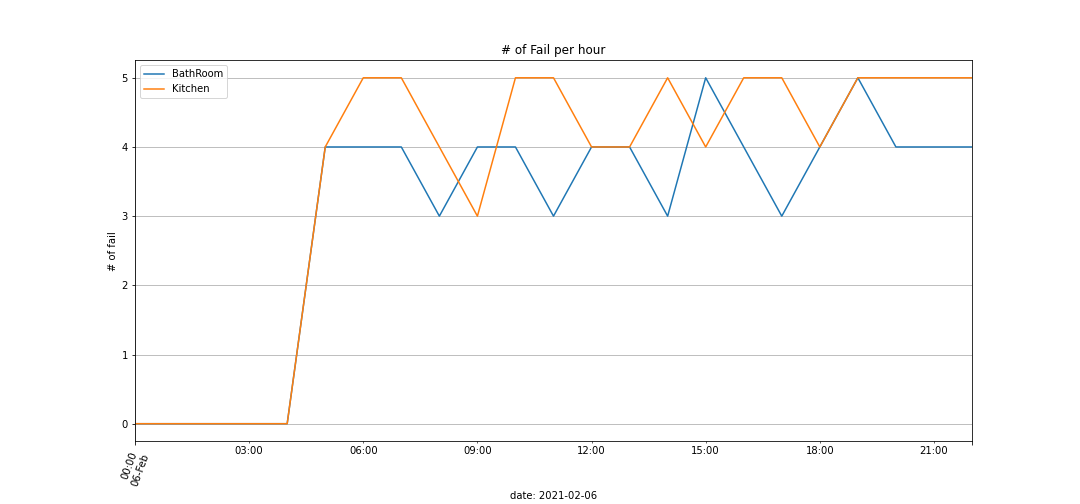 # of Fail per hour
BathRoom
Kitchen
# of fail
5
4
3
2
1
0
00:00
06-Feb
03:00
06:00
09:00
12:00
15:00
18:00
21:00
date: 2021-02-06